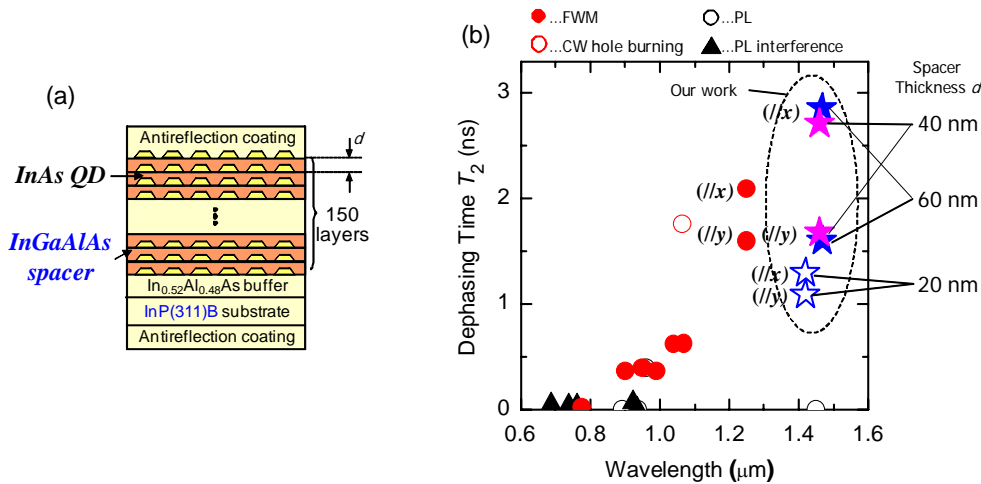 (a)
Antireflection coating
d
InAs QD
InGaAlAs
spacer
150
layers
In0.52Al0.48As buffer
InP(311)B substrate
Antireflection coating
(b)
...FWM
...PL
...CW hole burning
...PL interference
Our work
Spacer
Thickness d
40 nm
60 nm
20 nm
(//x)
(//x)
(//y)
(//y)
(//x)
(//y)
Dephasing Time T2 (ns)
3
2
1
0
0.6
0.8
1.0
1.2
1.4
1.6
Wavelength (μm)